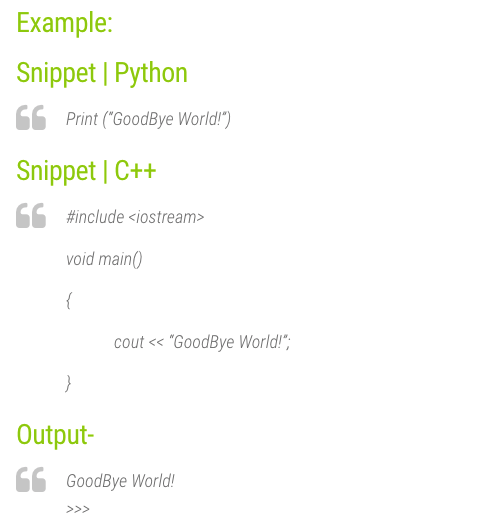 Example:
Snippet | Python
Print (“GoodBye World!“)
Snippet | C++
#include <iostream>
void main()
{
cout << “GoodBye World!“;
}
Output-
GoodBye World!
>>>